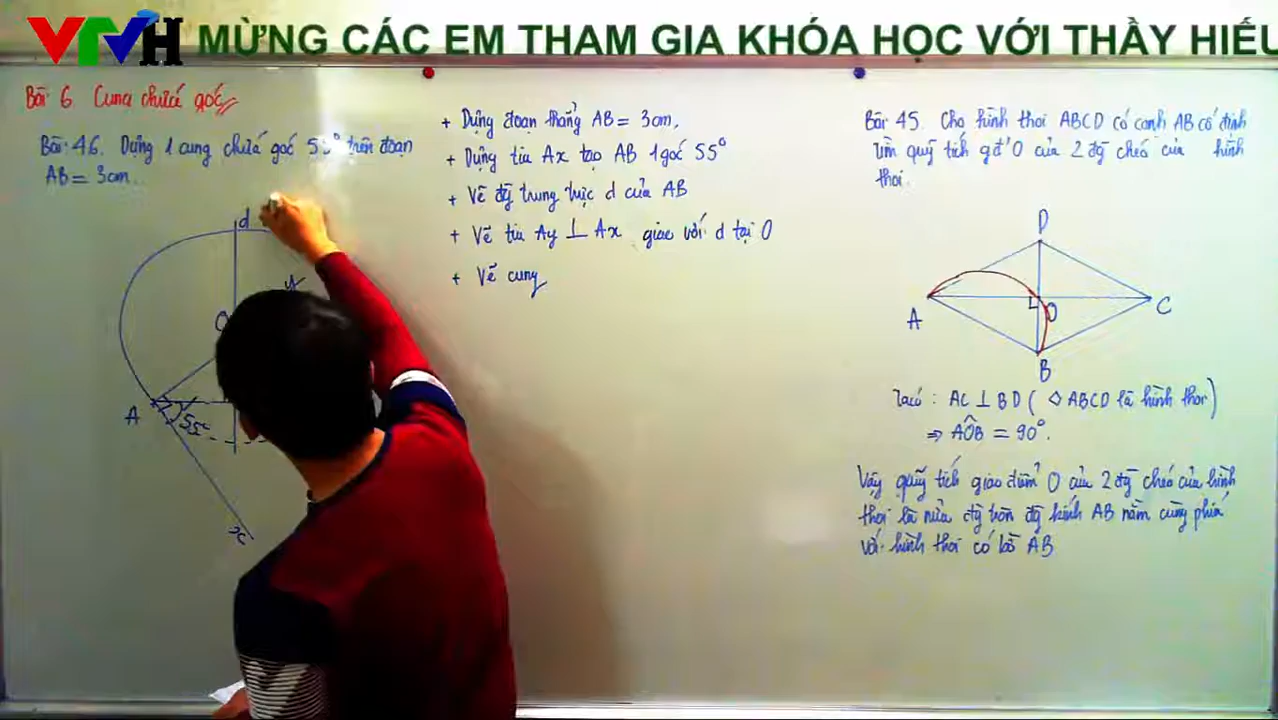 VTVH MỪNG CÁC EM THAM GIA KHÓA HỌC VỚI THẦY HIẾU
Bài 6 Cung chứa góc
Bài 46. Dựng 1 cung chứa góc 55° trên đoạn
AB = 3cm.
d
y
O
A
55°
x
+ Dựng đoạn thẳng AB = 3cm.
+ Dựng tia Ax tạo AB 1 góc 55°
+ Vẽ đg trung trực d của AB
+ Vẽ tia Ay ⊥ Ax giao với d tại O
+ Vẽ cung
Bài 45. Cho hình thoi ABCD có cạnh AB cố định
Tìm quỹ tích gđ' O của 2 đg chéo của hình
thoi.
D
A
O
C
B
Ta có: AC ⊥ BD (◇ ABCD là hình thoi)
⇒ AÔB = 90°.
Vậy quỹ tích giao điểm O của 2 đg chéo của hình
thoi là nửa đg tròn đg kính AB nằm cùng phía
với hình thoi có bờ AB